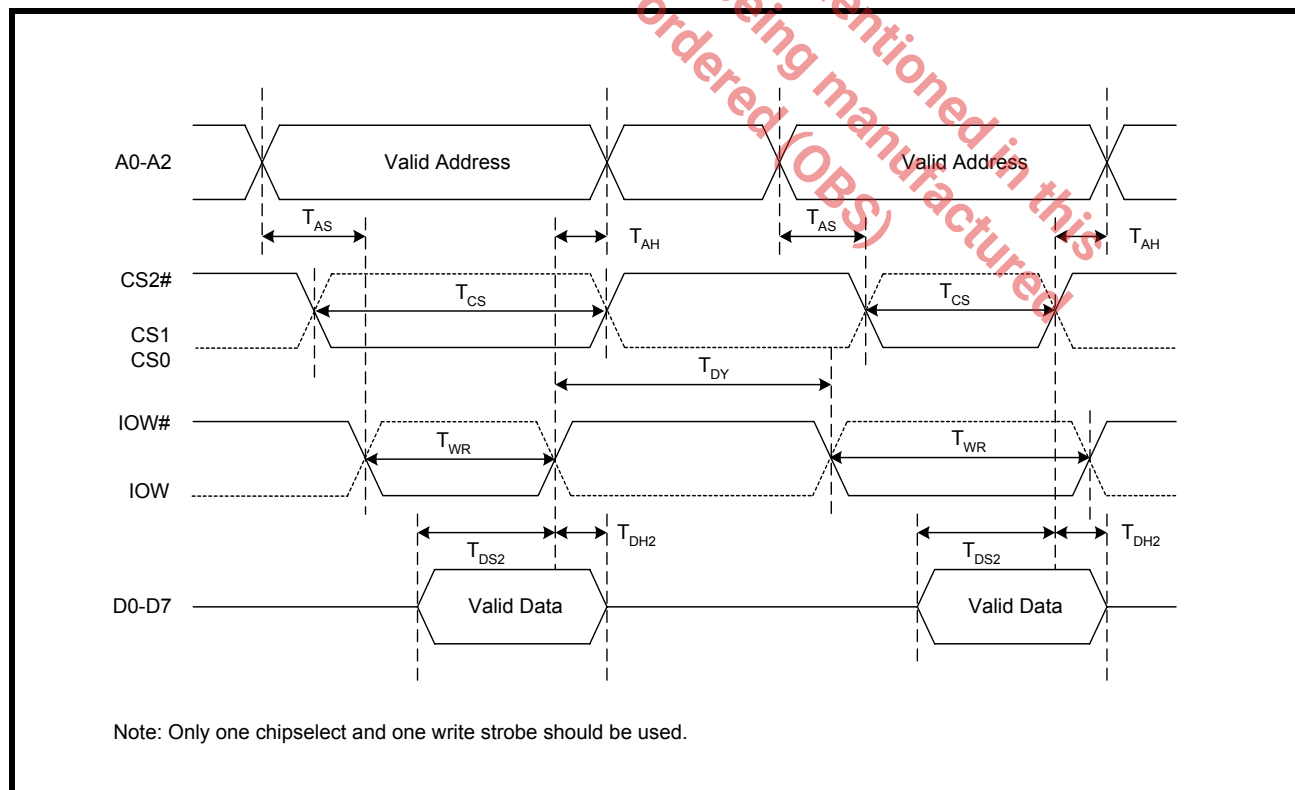 mentioned in this
being manufactured
ordered (OBS)
A0-A2
Valid Address
Valid Address
TAS
TAH
TAS
TAH
CS2#
TCS
TCS
CS1
CS0
TDY
IOW#
TWR
TWR
IOW
TDS2
TDH2
TDS2
TDH2
D0-D7
Valid Data
Valid Data
Note: Only one chipselect and one write strobe should be used.